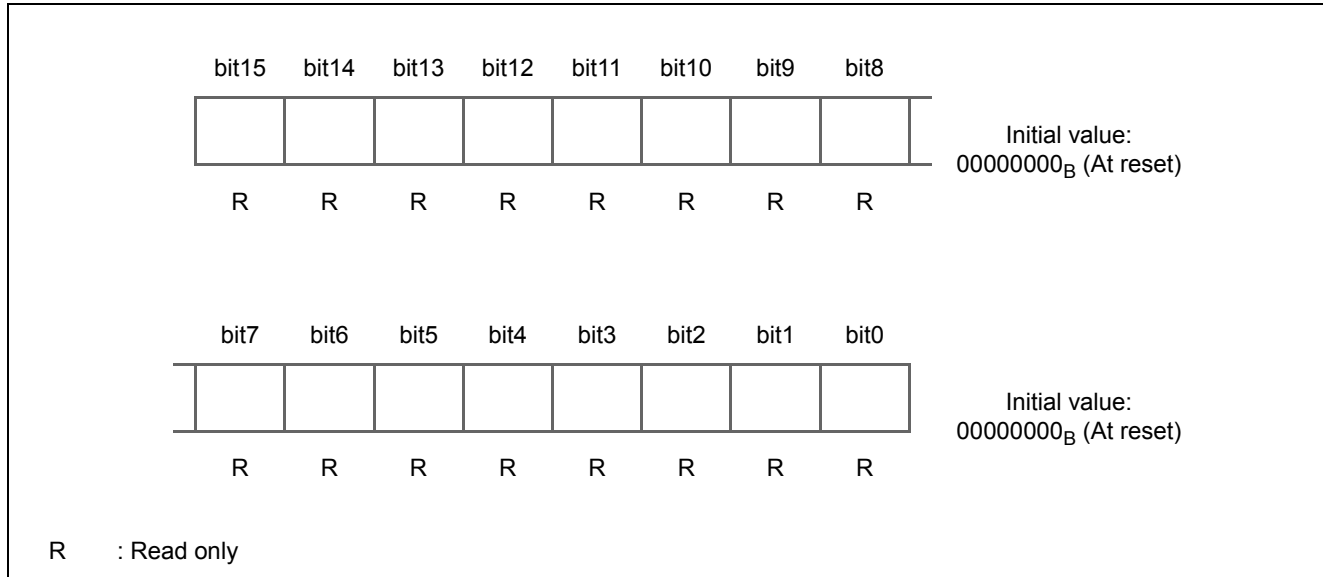 bit15 bit14 bit13 bit12 bit11 bit10 bit9 bit8
Initial value:
00000000B (At reset)
R R R R R R R R
bit7 bit6 bit5 bit4 bit3 bit2 bit1 bit0
Initial value:
00000000B (At reset)
R R R R R R R R
R : Read only